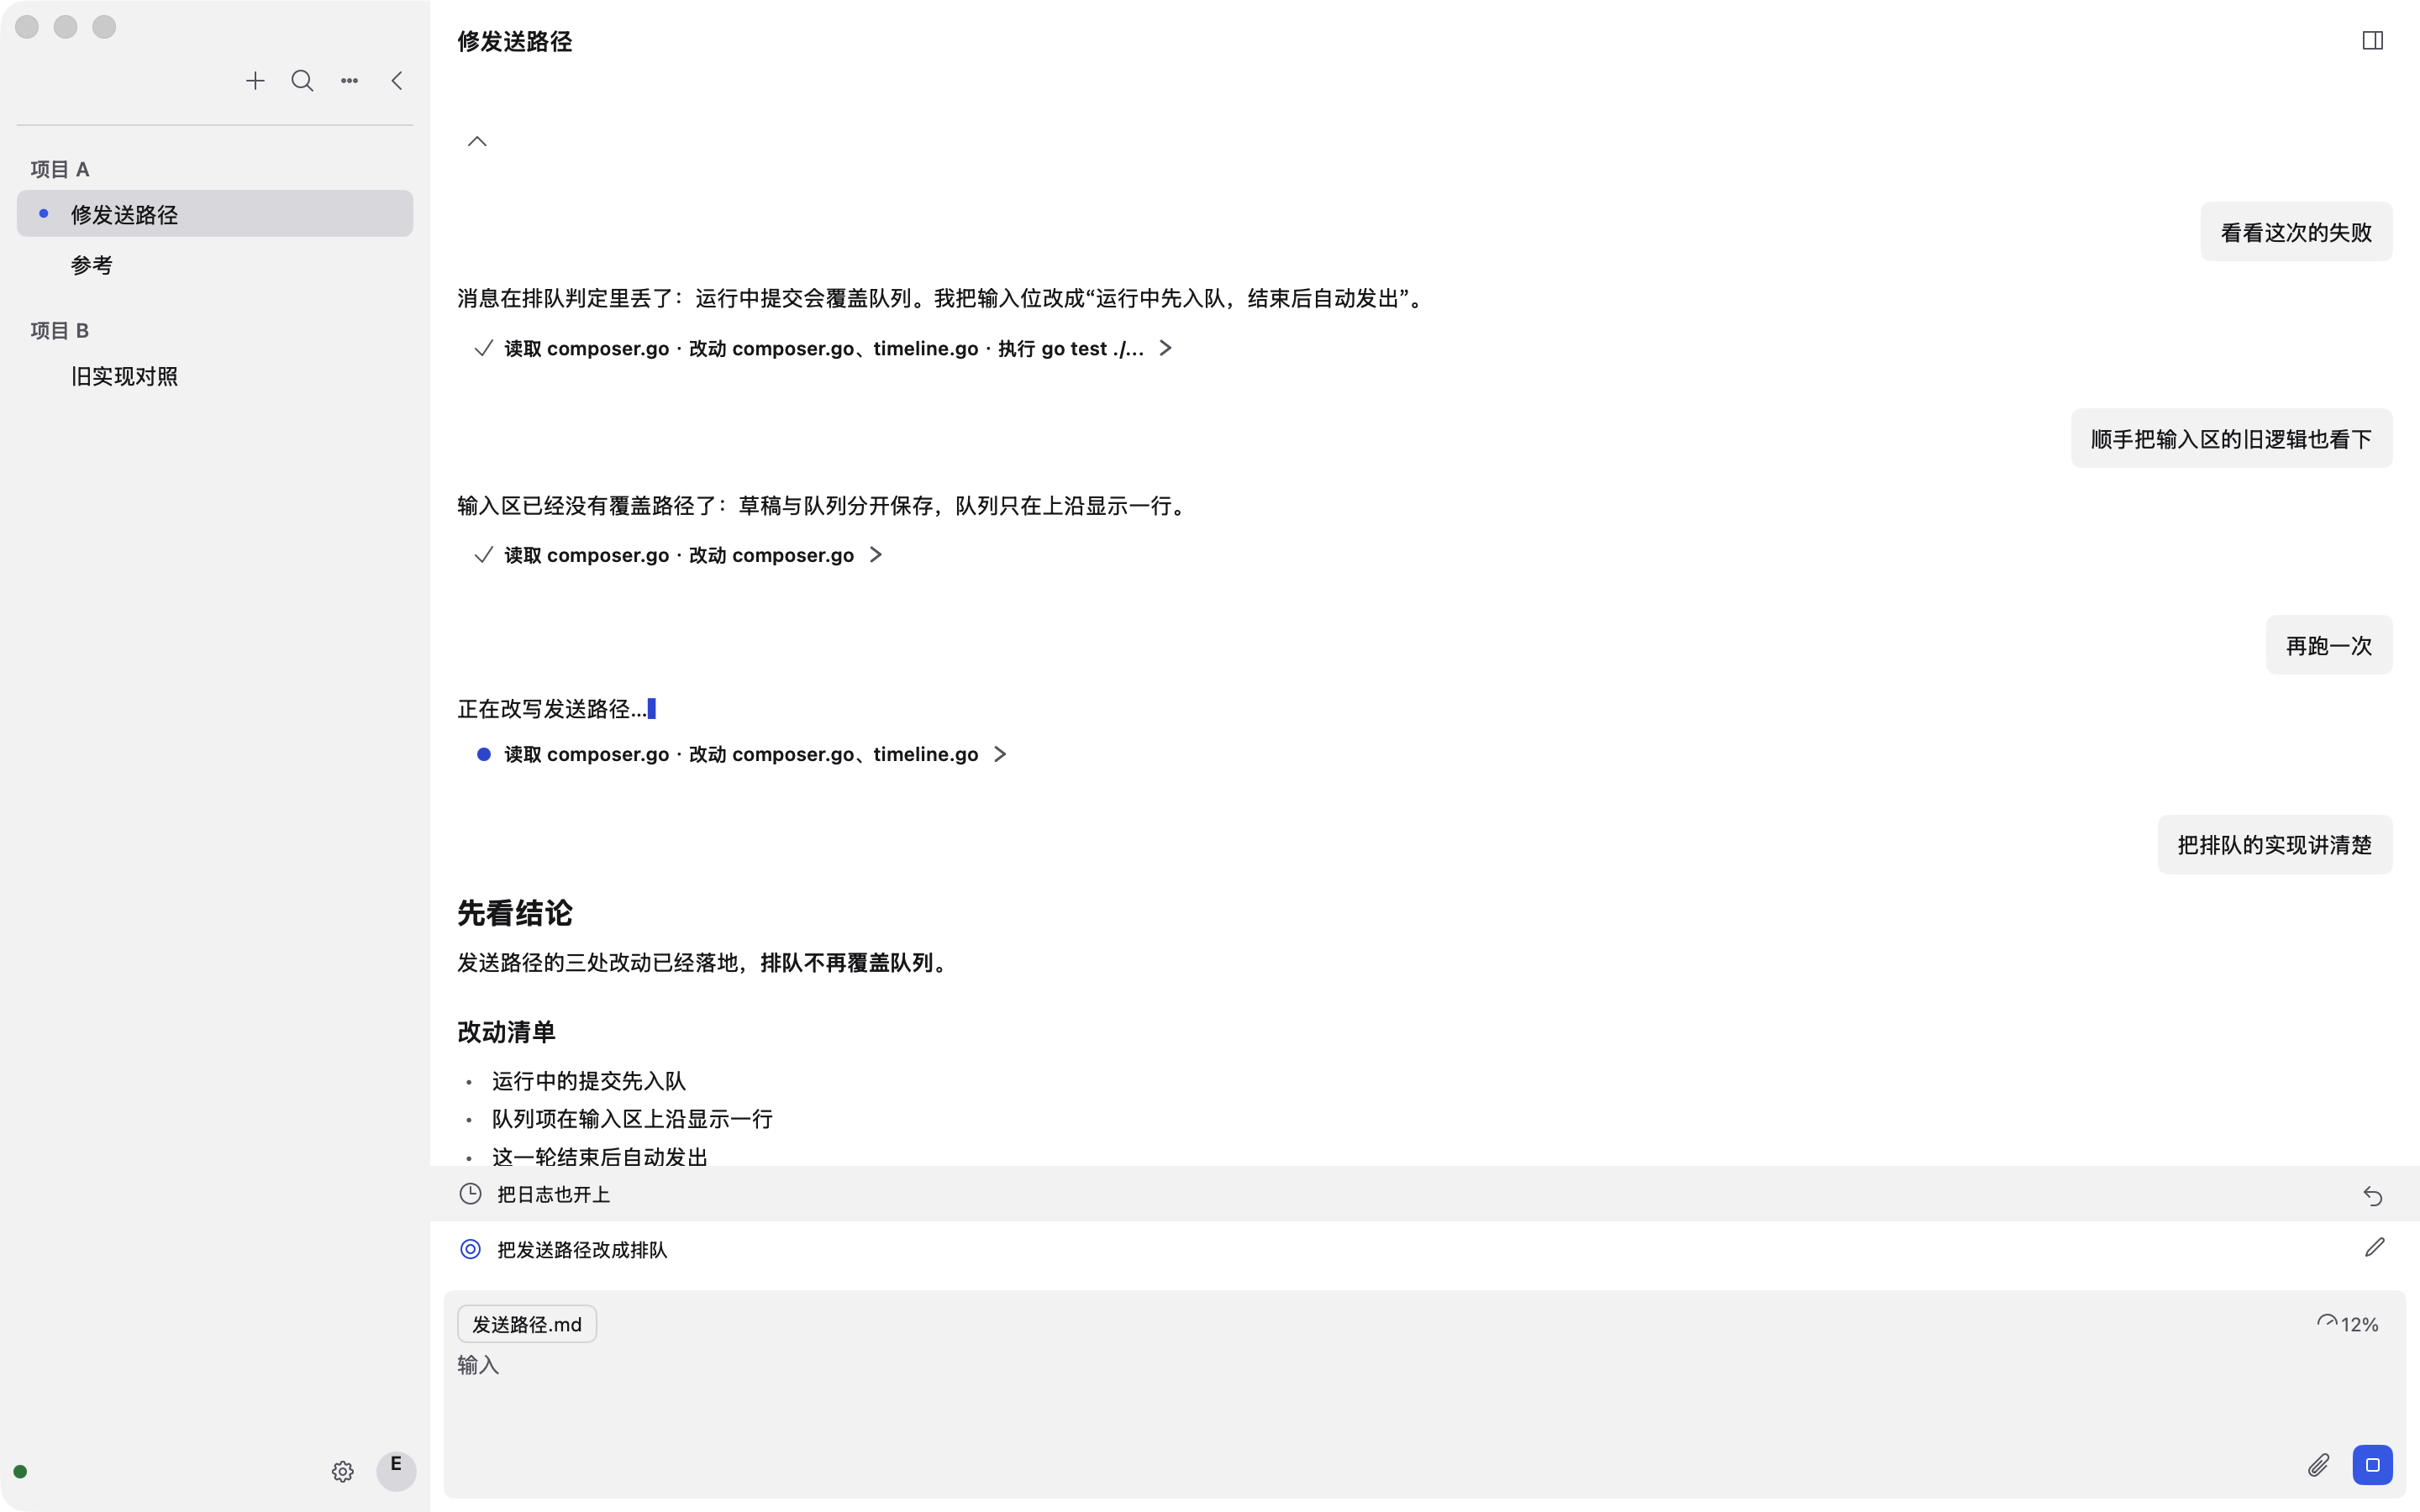 修发送路径
项目 A
修发送路径
参考
项目 B
旧实现对照
看看这次的失败
消息在排队判定里丢了：运行中提交会覆盖队列。我把输入位改成“运行中先入队，结束后自动发出”。
读取 composer.go · 改动 composer.go、timeline.go · 执行 go test ./...
顺手把输入区的旧逻辑也看下
输入区已经没有覆盖路径了：草稿与队列分开保存，队列只在上沿显示一行。
读取 composer.go · 改动 composer.go
再跑一次
正在改写发送路径...
读取 composer.go · 改动 composer.go、timeline.go
把排队的实现讲清楚
先看结论
发送路径的三处改动已经落地，排队不再覆盖队列。
改动清单
• 运行中的提交先入队
• 队列项在输入区上沿显示一行
• 这一轮结束后自动发出
把日志也开上
把发送路径改成排队
发送路径.md
12%
输入
E